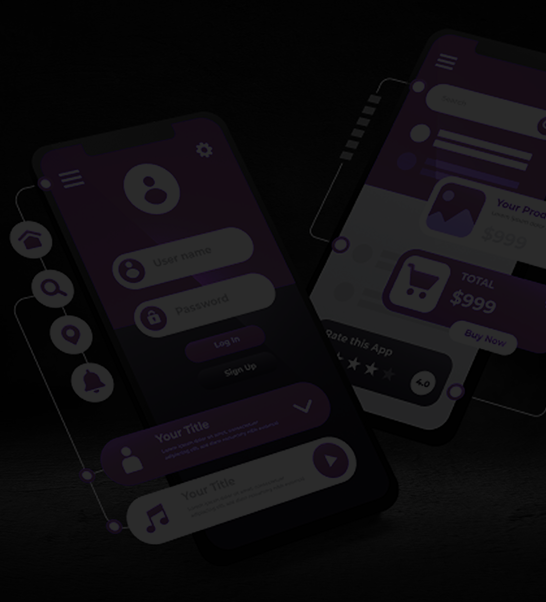 User name
Password
Log In
Sign Up
Your Title
Your Title
Search
Your Prod
$999
TOTAL
$999
Buy Now
Rate this App
4.0